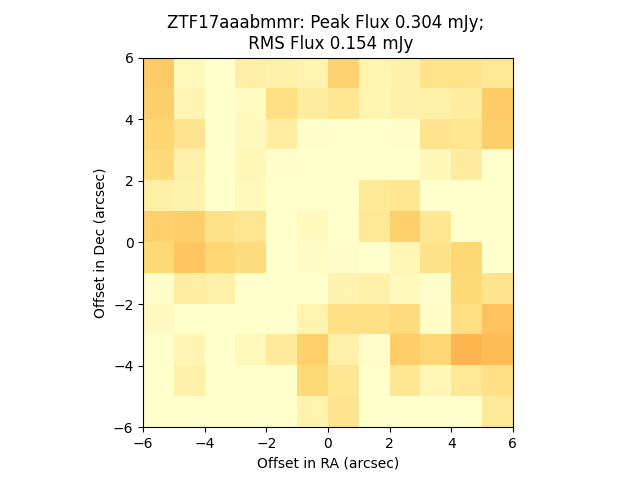 ZTF17aaabmmr: Peak Flux 0.304 mJy;
RMS Flux 0.154 mJy
6
4
2
0
−2
−4
−6
Offset in Dec (arcsec)
−6 −4 −2 0 2 4 6
Offset in RA (arcsec)